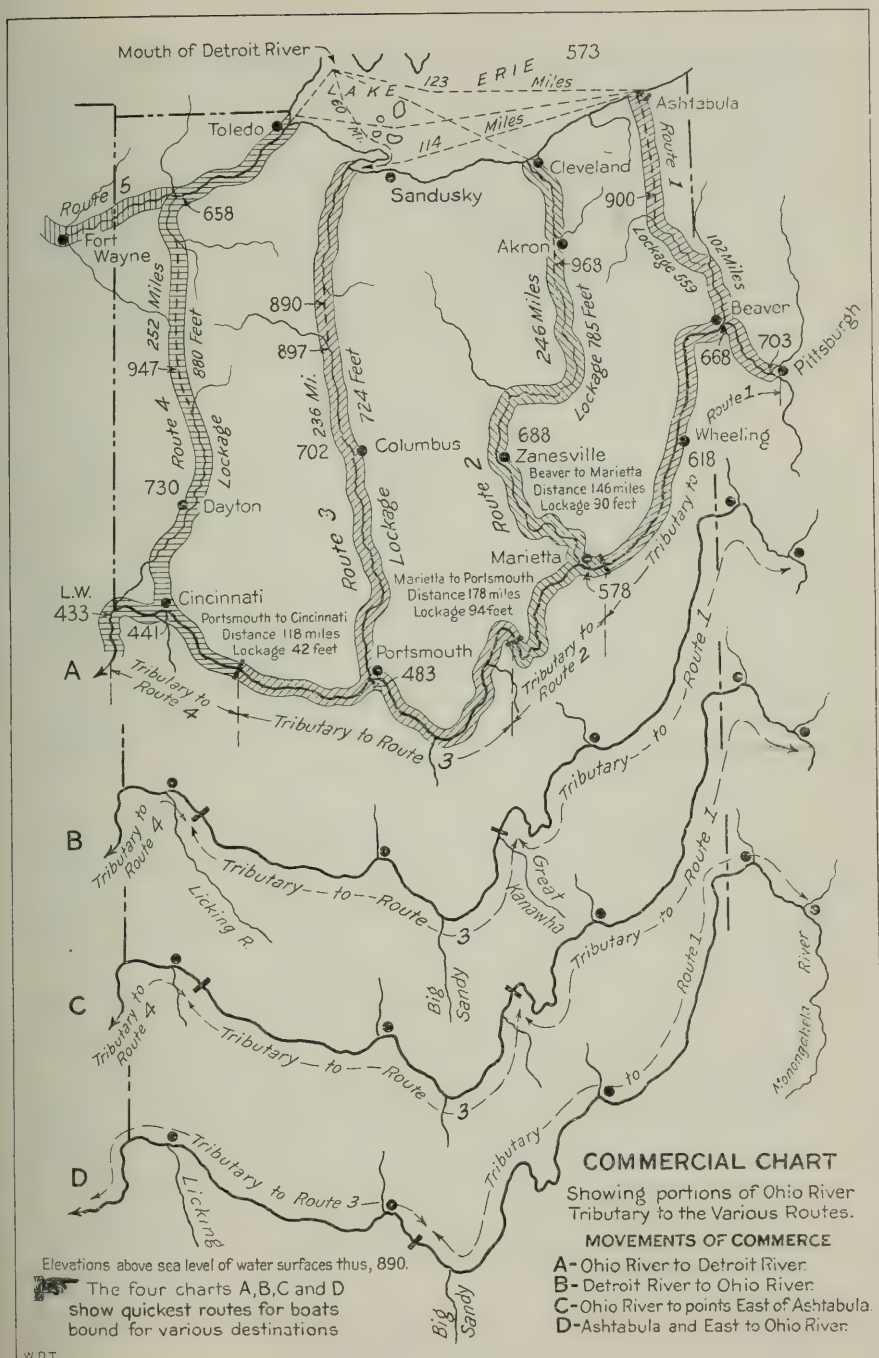 Mouth of Detroit River
573
LAKE ERIE
123 Miles
60 Mi.
114 Miles
Toledo
Ashtabula
Sandusky
Cleveland
Route 5
Fort
Wayne
658
Route 1
900
Lockage 559
102 Miles
Akron
968
246 Miles
Lockage 785 Feet
252 Miles
880 Feet
947
Route 4
Lockage
890
897
236 Mi.
724 Feet
702
Columbus
Route 3
Lockage
Beaver
668
703
Pittsburgh
Route 1
688
Zanesville
Route 2
Beaver to Marietta
Distance 146 miles
Lockage 90 feet
Wheeling
618
730
Dayton
Marietta
578
L.W.
433
Cincinnati
441
Portsmouth to Cincinnati
Distance 118 miles
Lockage 42 feet
Marietta to Portsmouth
Distance 178 miles
Lockage 94 feet
Portsmouth
483
A
Tributary to
Route 4
Tributary to Route 3
Tributary to
Route 2
Tributary to Route 1
B
Tributary to
Route 4
Licking R.
Tributary to Route 3
Big
Sandy
Great
Kanawha
Tributary to Route 1
C
Tributary to
Route 4
Tributary to Route 3
Tributary to Route 1
Monongahela River
D
Licking
Tributary to Route 3
Big
Sandy
COMMERCIAL CHART
Showing portions of Ohio River
Tributary to the Various Routes.
MOVEMENTS OF COMMERCE
A-Ohio River to Detroit River.
B-Detroit River to Ohio River.
C-Ohio River to points East of Ashtabula.
D-Ashtabula and East to Ohio River.
Elevations above sea level of water surfaces thus, 890.
The four charts A,B,C and D
show quickest routes for boats
bound for various destinations
W.D.T.